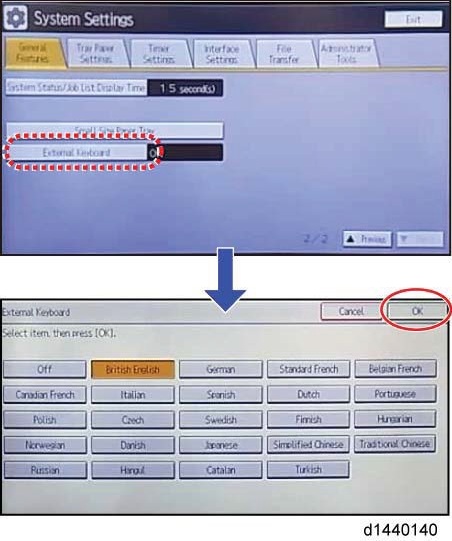 System Settings
Exit
General Features
Tray Paper Settings
Timer Settings
Interface Settings
File Transfer
Administrator Tools
System Status/Job List Display Time
15 second(s)
Small Size Paper Tray
External Keyboard
2/2
▲ Previous
▼
External Keyboard
Cancel
OK
Select item, then press [OK].
Off
British English
German
Standard French
Belgian French
Canadian French
Italian
Spanish
Dutch
Portuguese
Polish
Czech
Swedish
Finnish
Hungarian
Norwegian
Danish
Japanese
Simplified Chinese
Traditional Chinese
Russian
Hangul
Catalan
Turkish
d1440140